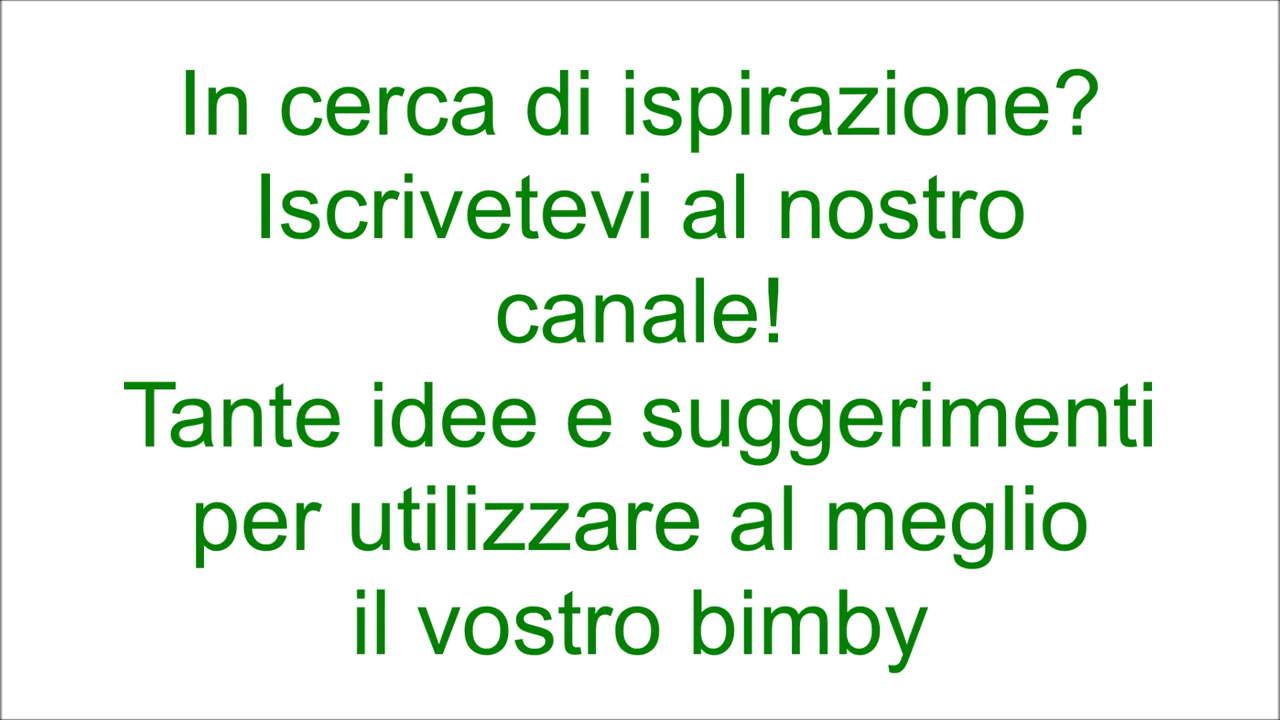 In cerca di ispirazione?
Iscrivetevi al nostro
canale!
Tante idee e suggerimenti
per utilizzare al meglio
il vostro bimby